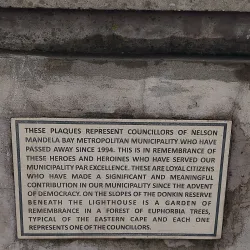 THESE PLAQUES REPRESENT COUNCILLORS OF NELSON
MANDELA BAY METROPOLITAN MUNICIPALITY WHO HAVE
PASSED AWAY SINCE 1994. THIS IS IN REMEMBRANCE OF
THESE HEROES AND HEROINES WHO HAVE SERVED OUR
MUNICIPALITY PAR EXCELLENCE. THESE ARE LOYAL CITIZENS
WHO HAVE MADE A SIGNIFICANT AND MEANINGFUL
CONTRIBUTION IN OUR MUNICIPALITY SINCE THE ADVENT
OF DEMOCRACY. ON THE SLOPES OF THE DONKIN RESERVE
BENEATH THE LIGHTHOUSE IS A GARDEN OF
REMEMBRANCE IN A FOREST OF EUPHORBIA TREES,
TYPICAL OF THE EASTERN CAPE AND EACH ONE
REPRESENTS ONE OF THE COUNCILLORS.